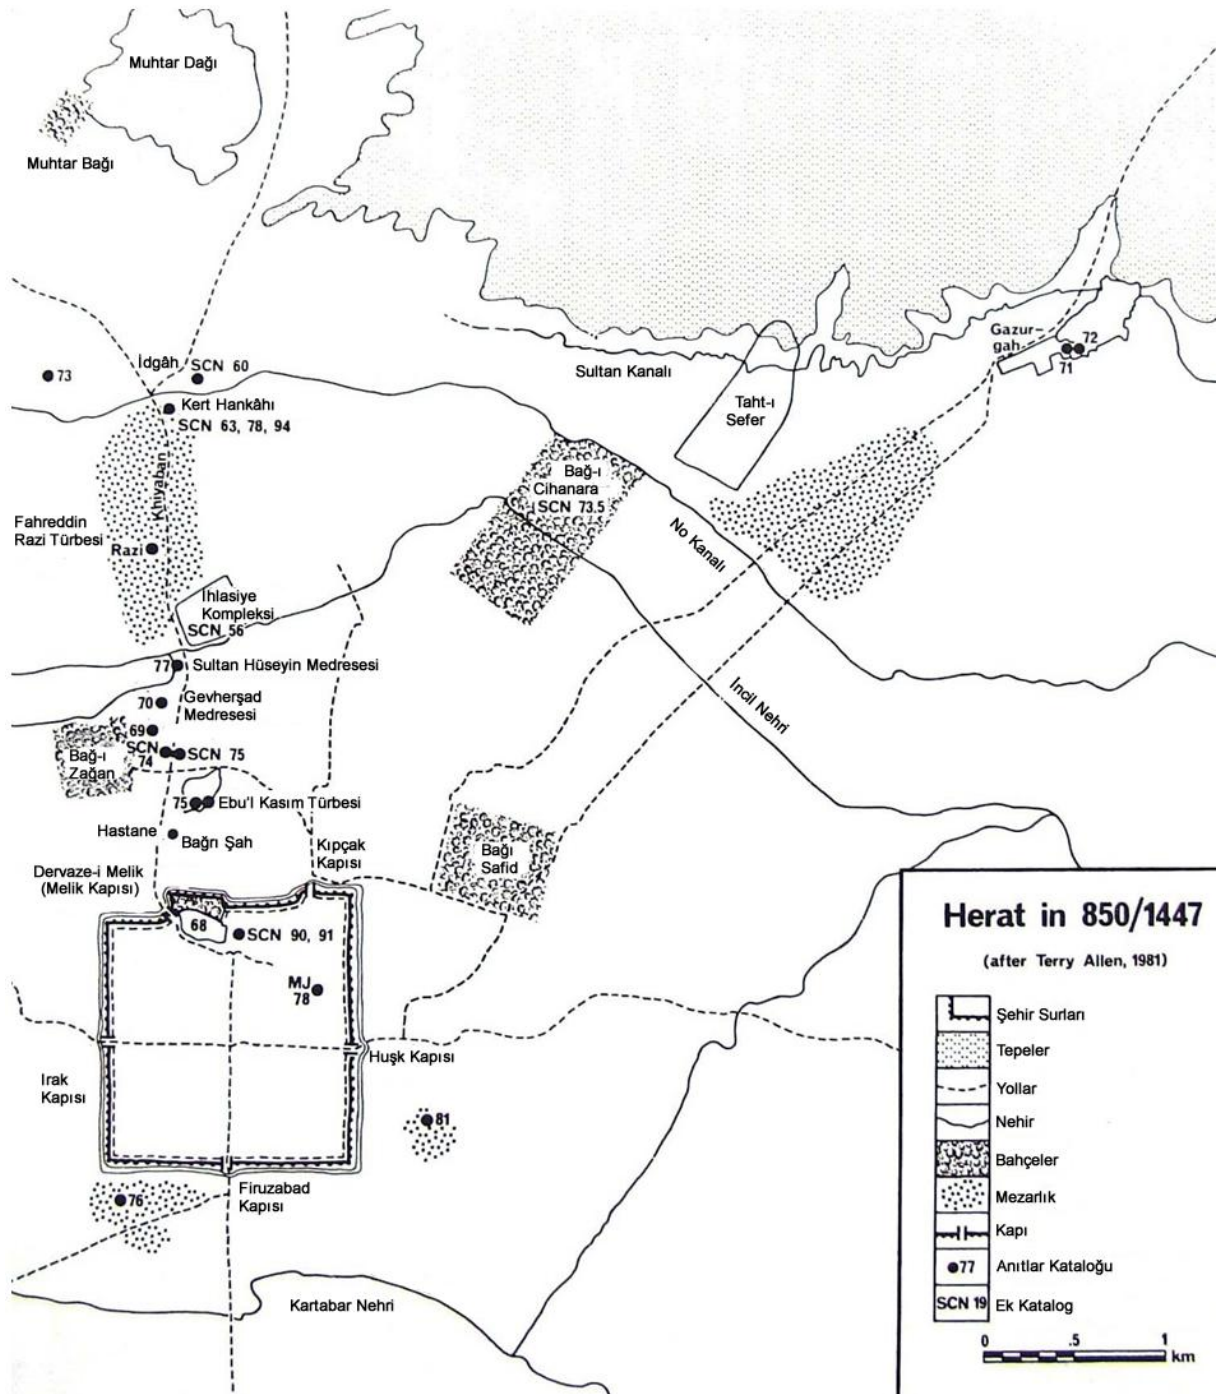 Muhtar Dağı
Muhtar Bağı
73
İdgâh
SCN 60
Kert Hankâhı
SCN 63, 78, 94
Khiyaban
Fahreddin
Razi Türbesi
Razi
İhlasiye
Kompleksi
SCN 56
77
Sultan Hüseyin Medresesi
70
Gevherşad
Medresesi
69
SCN
74
SCN 75
Bağ-ı
Zağan
75
Ebu'l Kasım Türbesi
Hastane
Bağrı Şah
Kıpçak
Kapısı
Dervaze-i Melik
(Melik Kapısı)
68
SCN 90, 91
MJ
78
Irak
Kapısı
Huşk Kapısı
81
76
Firuzabad
Kapısı
Kartabar Nehri
Sultan Kanalı
Taht-ı
Sefer
Gazur-
gah
72
71
Bağ-ı
Cihanara
SCN 73.5
No Kanalı
İncil Nehri
Bağı
Safid
Herat in 850/1447
(after Terry Allen, 1981)
Şehir Surları
Tepeler
Yollar
Nehir
Bahçeler
Mezarlık
Kapı
77 Anıtlar Kataloğu
SCN 19 Ek Katalog
0 .5 1
km